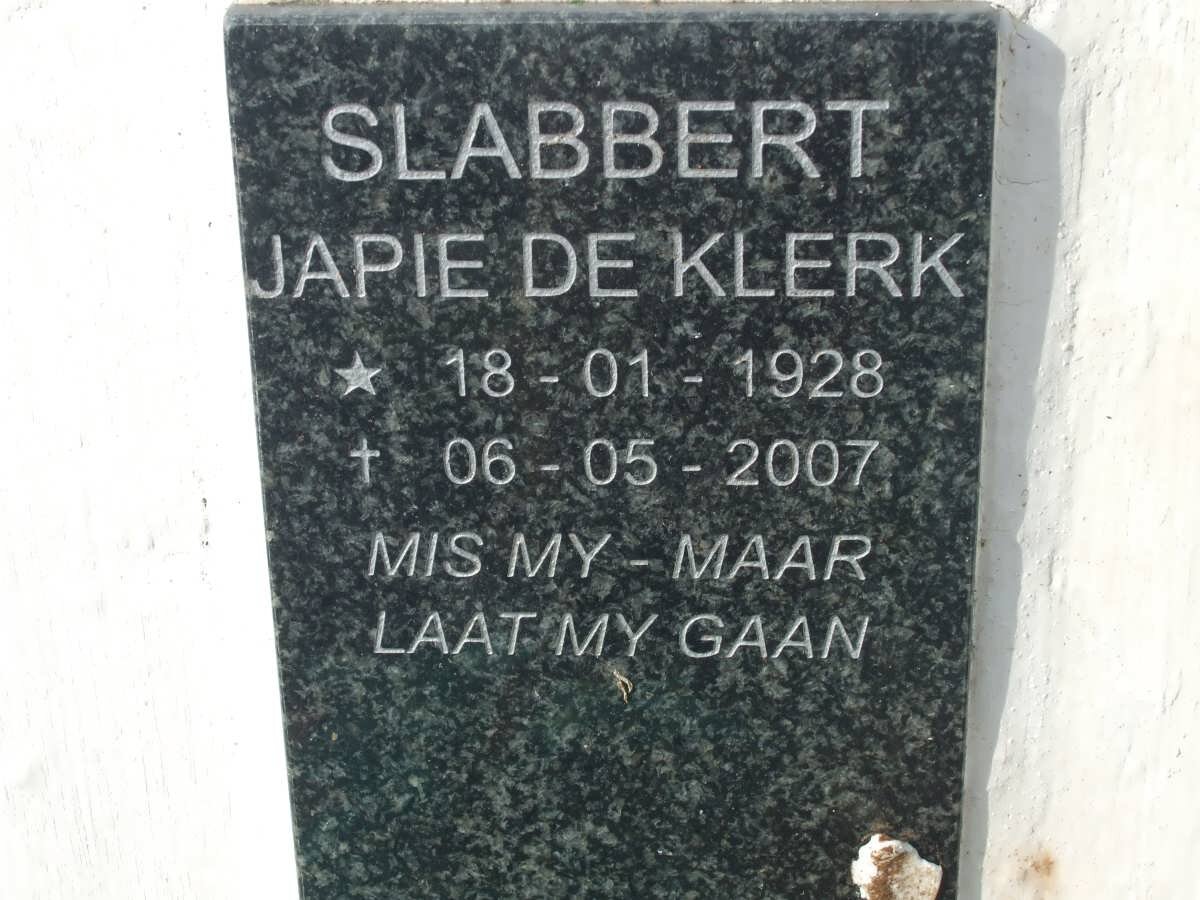 SLABBERT
JAPIE DE KLERK
★ 18 - 01 - 1928
† 06 - 05 - 2007
MIS MY - MAAR
LAAT MY GAAN